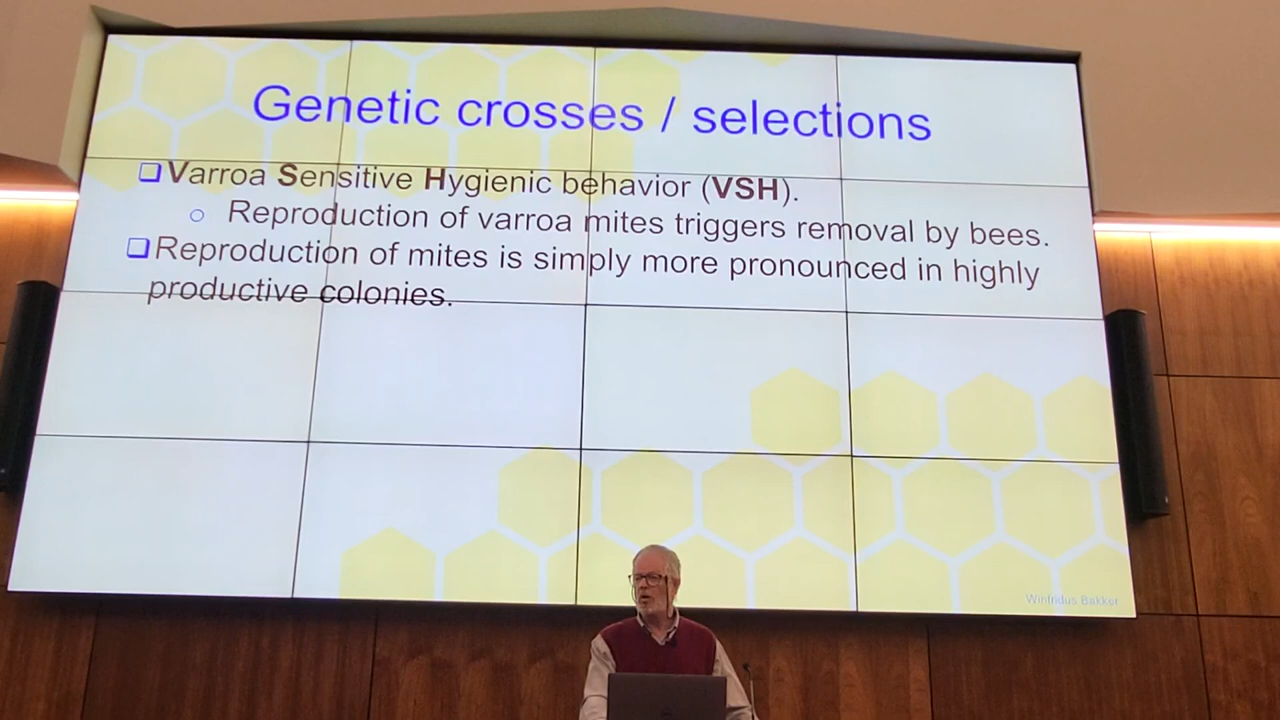 Genetic crosses / selections
❑Varroa Sensitive Hygienic behavior (VSH).
○ Reproduction of varroa mites triggers removal by bees.
❑Reproduction of mites is simply more pronounced in highly
productive colonies.
Winfridus Bakker